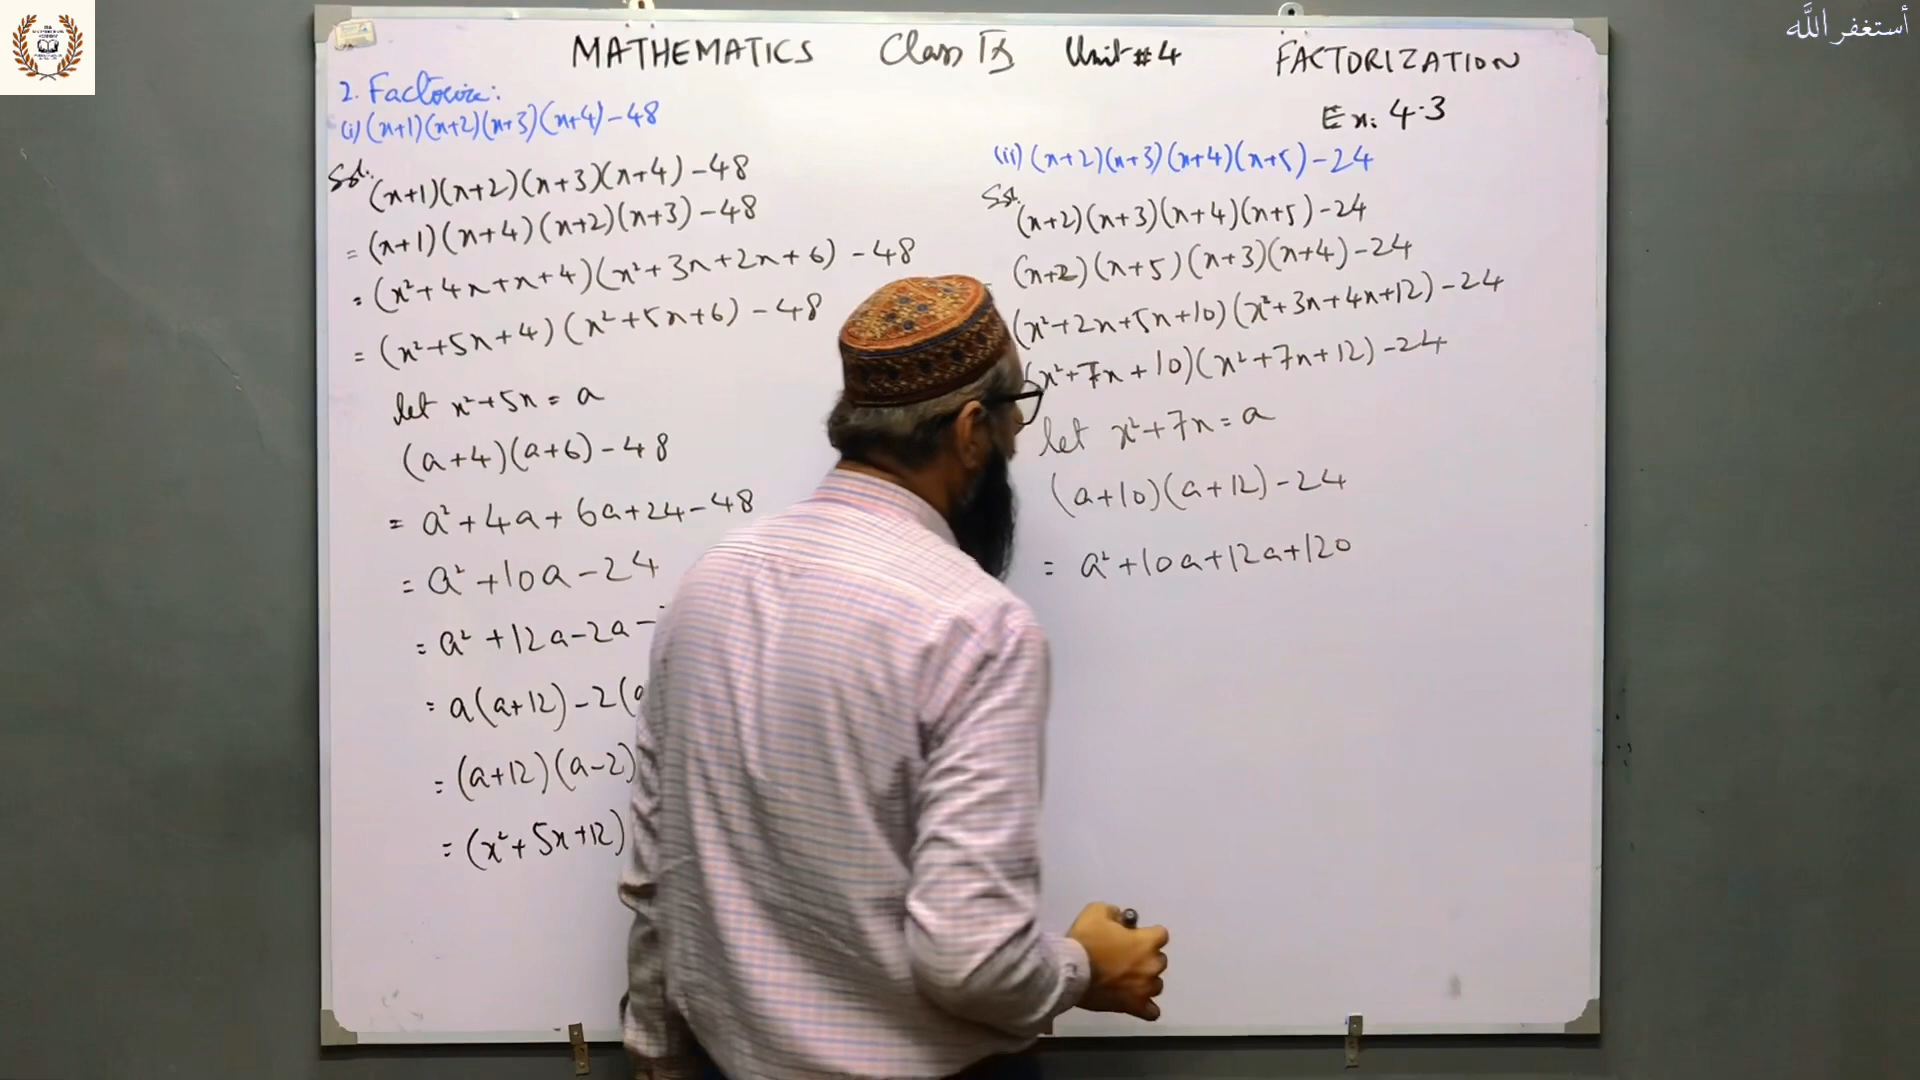 أستغفر الله
MATHEMATICS Class IX Unit #4 FACTORIZATION
Ex: 4.3
2. Factorize:
(i) (x+1)(x+2)(x+3)(x+4) - 48
Sol. (x+1)(x+2)(x+3)(x+4) - 48
= (x+1)(x+4)(x+2)(x+3) - 48
= (x²+4x+x+4)(x²+3x+2x+6) - 48
= (x²+5x+4)(x²+5x+6) - 48
let x²+5x = a
(a+4)(a+6) - 48
= a²+4a+6a+24-48
= a²+10a-24
= a²+12a-2a-
= a(a+12)-2(a
= (a+12)(a-2)
= (x²+5x+12)
(ii) (x+2)(x+3)(x+4)(x+5) - 24
Sol. (x+2)(x+3)(x+4)(x+5) - 24
(x+2)(x+5)(x+3)(x+4) - 24
(x²+2x+5x+10)(x²+3x+4x+12) - 24
(x²+7x+10)(x²+7x+12) - 24
let x²+7x = a
(a+10)(a+12) - 24
= a²+10a+12a+120